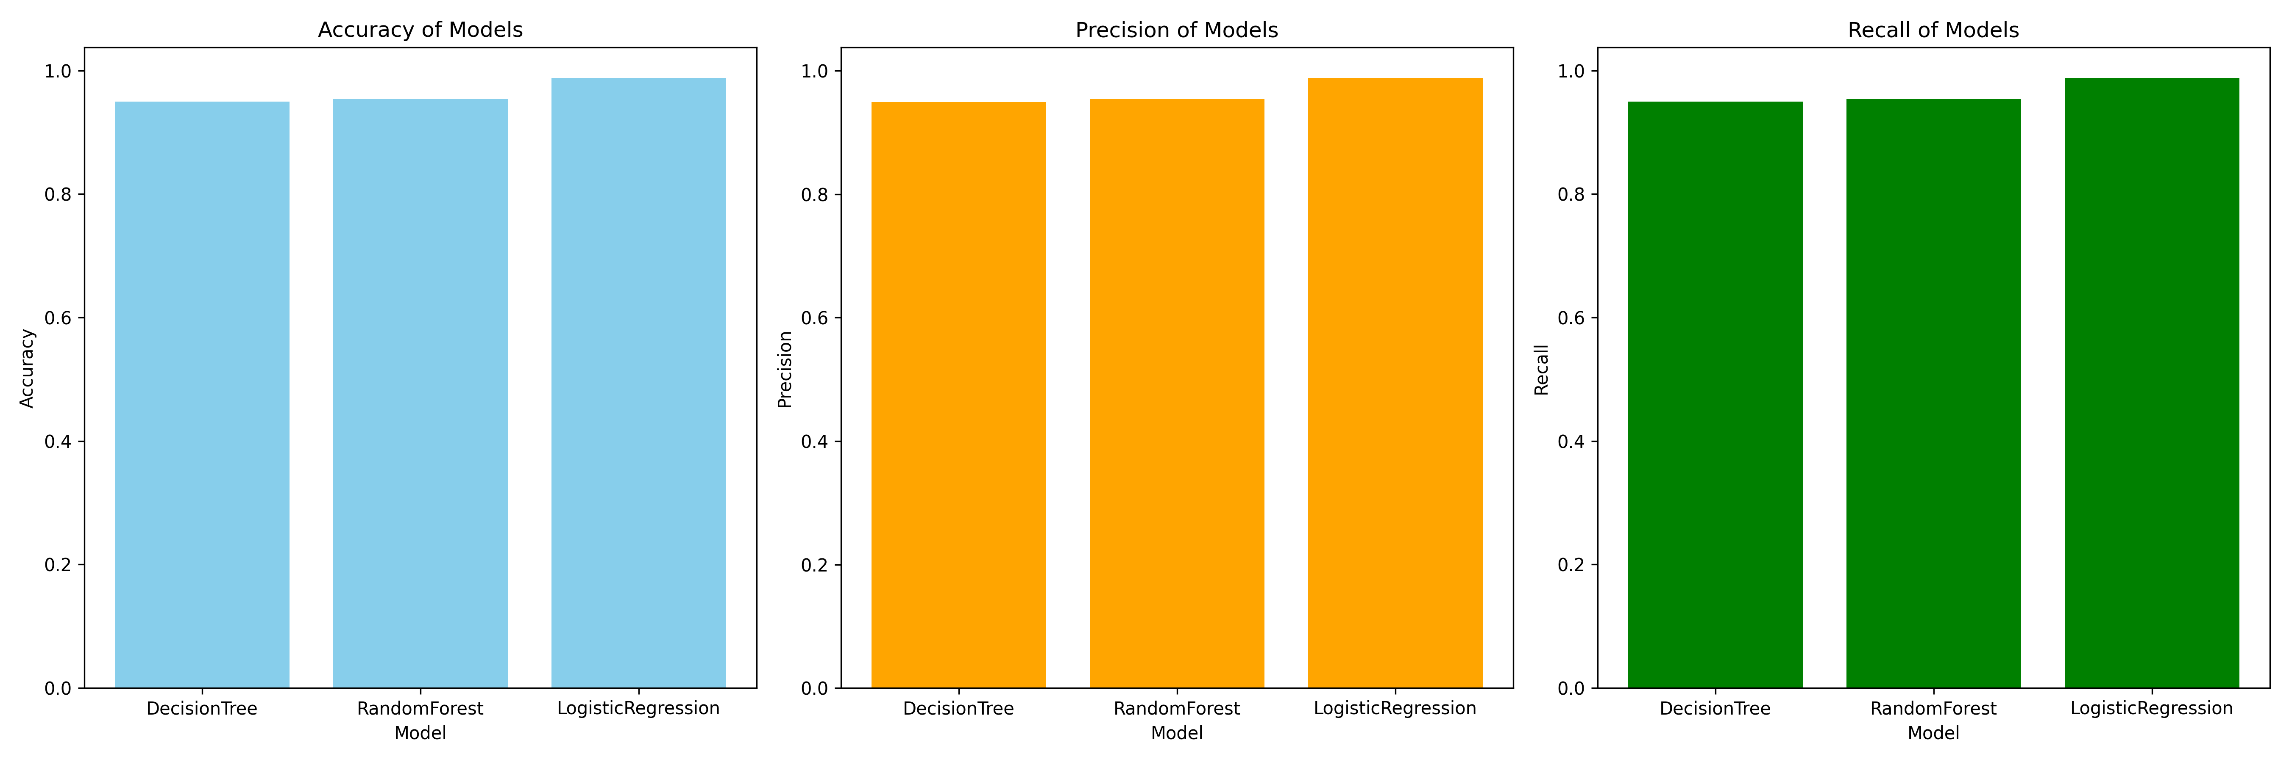 Accuracy of Models
1.0
0.8
0.6
0.4
0.2
0.0
Accuracy
DecisionTree
RandomForest
LogisticRegression
Model
Precision of Models
1.0
0.8
0.6
0.4
0.2
0.0
Precision
DecisionTree
RandomForest
LogisticRegression
Model
Recall of Models
1.0
0.8
0.6
0.4
0.2
0.0
Recall
DecisionTree
RandomForest
LogisticRegression
Model